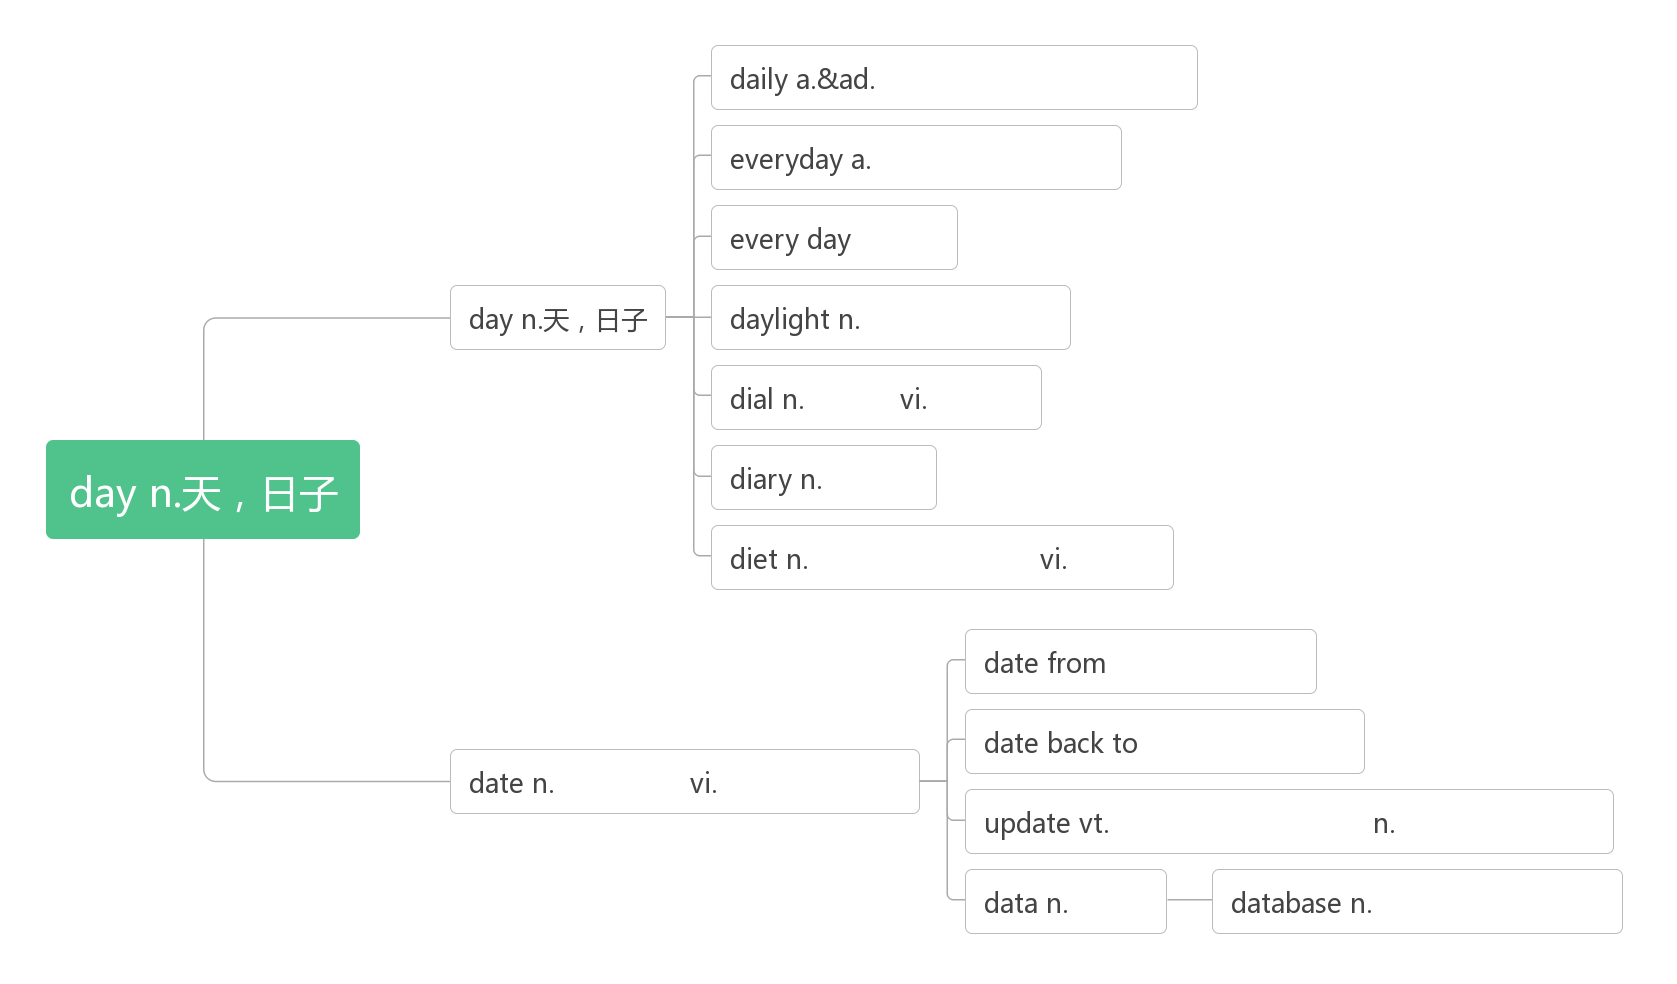 day n.天，日子
day n.天，日子
daily a.&ad.
everyday a.
every day
daylight n.
dial n. vi.
diary n.
diet n. vi.
date n. vi.
date from
date back to
update vt. n.
data n.
database n.